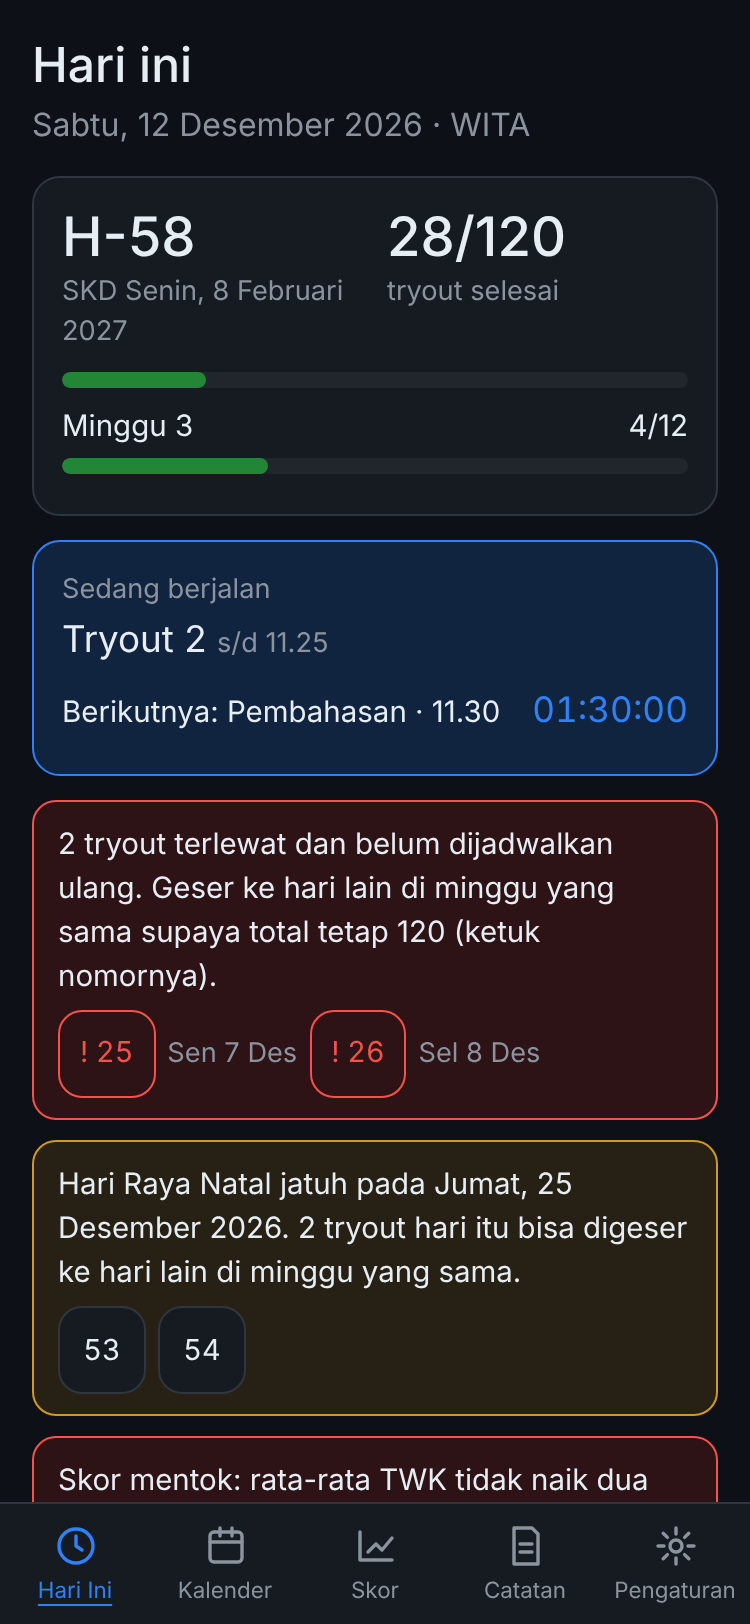 Hari ini
Sabtu, 12 Desember 2026 · WITA
H-58
28/120
SKD Senin, 8 Februari
2027
tryout selesai
Minggu 3
4/12
Sedang berjalan
Tryout 2 s/d 11.25
Berikutnya: Pembahasan · 11.30
01:30:00
2 tryout terlewat dan belum dijadwalkan
ulang. Geser ke hari lain di minggu yang
sama supaya total tetap 120 (ketuk
nomornya).
! 25 Sen 7 Des ! 26 Sel 8 Des
Hari Raya Natal jatuh pada Jumat, 25
Desember 2026. 2 tryout hari itu bisa digeser
ke hari lain di minggu yang sama.
53 54
Skor mentok: rata-rata TWK tidak naik dua
Hari Ini Kalender Skor Catatan Pengaturan